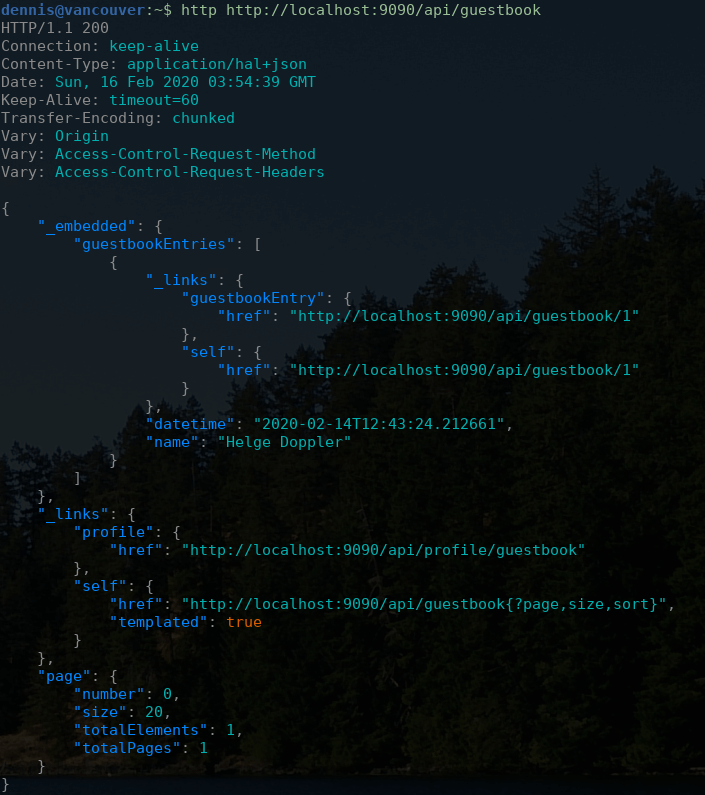 dennis@vancouver:~$ http http://localhost:9090/api/guestbook
HTTP/1.1 200
Connection: keep-alive
Content-Type: application/hal+json
Date: Sun, 16 Feb 2020 03:54:39 GMT
Keep-Alive: timeout=60
Transfer-Encoding: chunked
Vary: Origin
Vary: Access-Control-Request-Method
Vary: Access-Control-Request-Headers

{
    "_embedded": {
        "guestbookEntries": [
            {
                "_links": {
                    "guestbookEntry": {
                        "href": "http://localhost:9090/api/guestbook/1"
                    },
                    "self": {
                        "href": "http://localhost:9090/api/guestbook/1"
                    }
                },
                "datetime": "2020-02-14T12:43:24.212661",
                "name": "Helge Doppler"
            }
        ]
    },
    "_links": {
        "profile": {
            "href": "http://localhost:9090/api/profile/guestbook"
        },
        "self": {
            "href": "http://localhost:9090/api/guestbook{?page,size,sort}",
            "templated": true
        }
    },
    "page": {
        "number": 0,
        "size": 20,
        "totalElements": 1,
        "totalPages": 1
    }
}